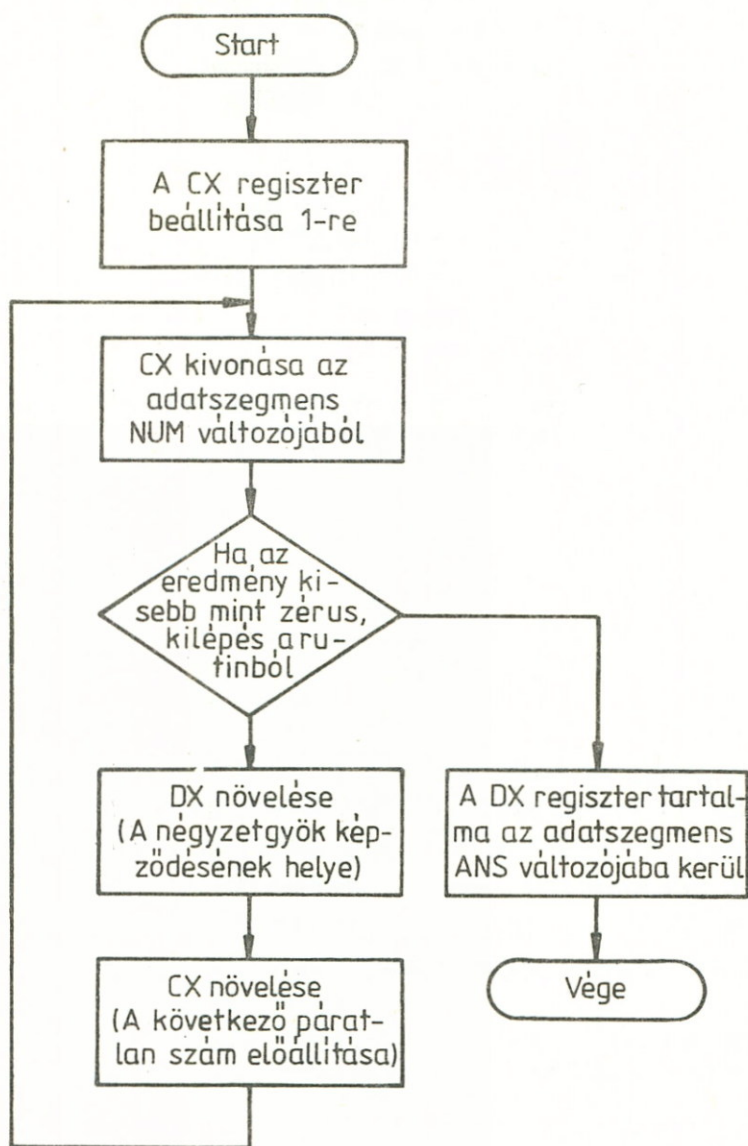 Start
A CX regiszter
beállítása 1-re
CX kivonása az
adatszegmens
NUM változójából
Ha az
eredmény ki-
sebb mint zérus,
kilépés a ru-
tinból
DX növelése
(A négyzetgyök kép-
ződésének helye)
A DX regiszter tartal-
ma az adatszegmens
ANS változójába kerül
CX növelése
(A következő párat-
lan szám előállítása)
Vége